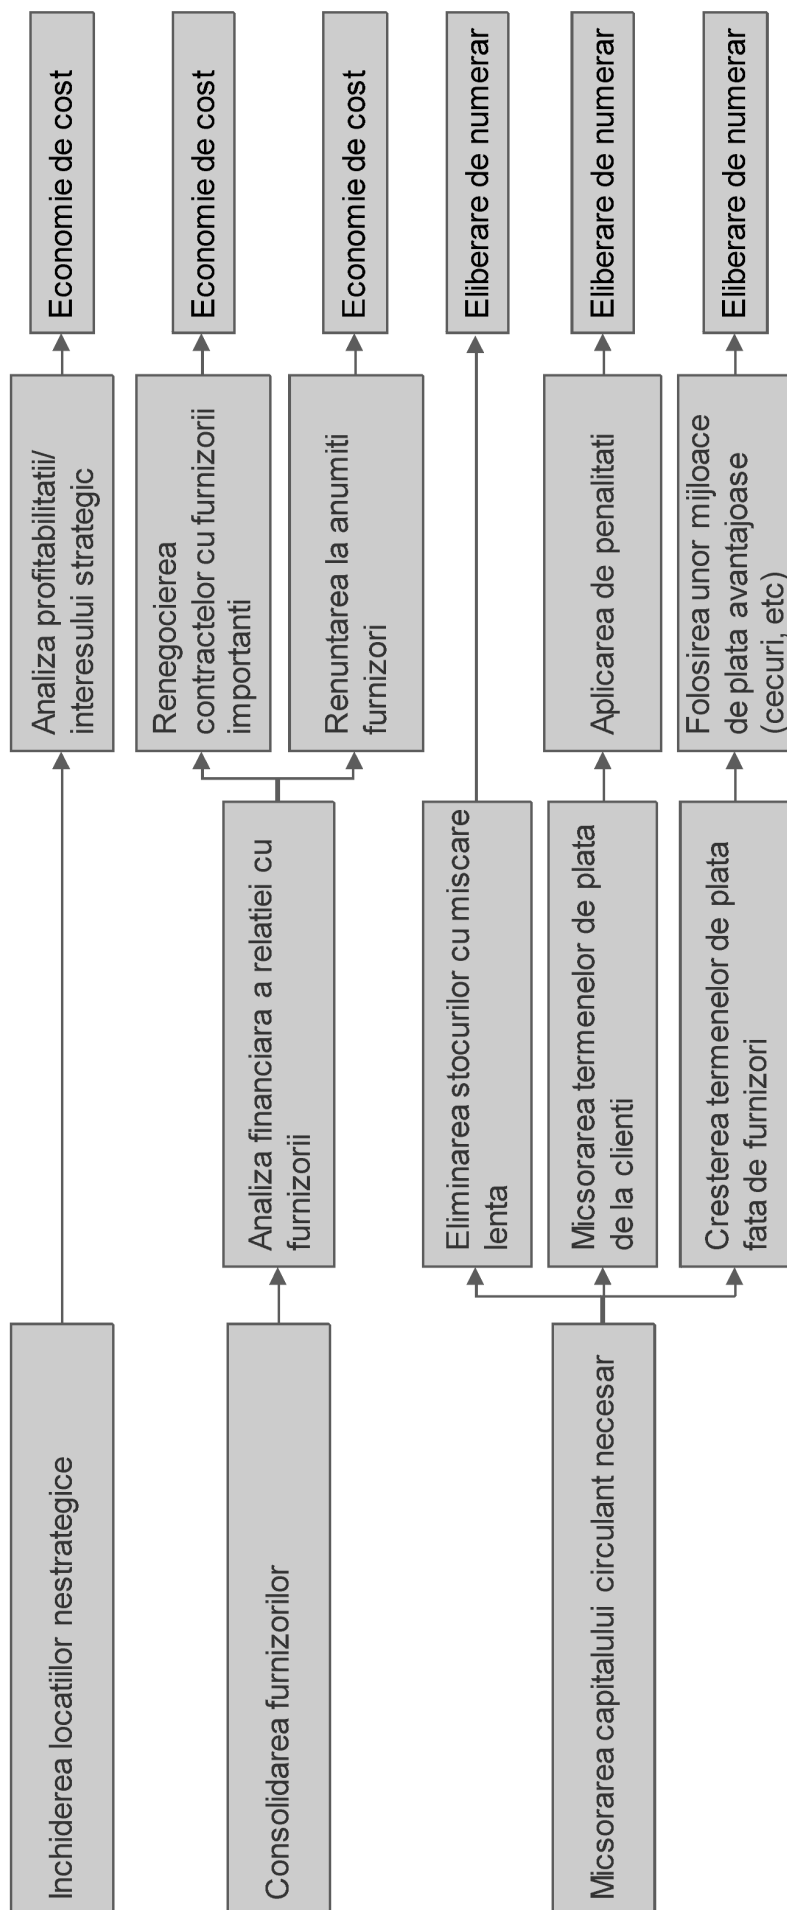 Inchiderea locatiilor nestrategice
Analiza profitabilitatii/
interesului strategic
Economie de cost
Consolidarea furnizorilor
Analiza financiara a relatiei cu
furnizorii
Renegocierea
contractelor cu furnizorii
importanti
Economie de cost
Renuntarea la anumiti
furnizori
Economie de cost
Micsorarea capitalului circulant necesar
Eliminarea stocurilor cu miscare
lenta
Eliberare de numerar
Micsorarea termenelor de plata
de la clienti
Aplicarea de penalitati
Eliberare de numerar
Cresterea termenelor de plata
fata de furnizori
Folosirea unor mijloace
de plata avantajoase
(cecuri, etc)
Eliberare de numerar